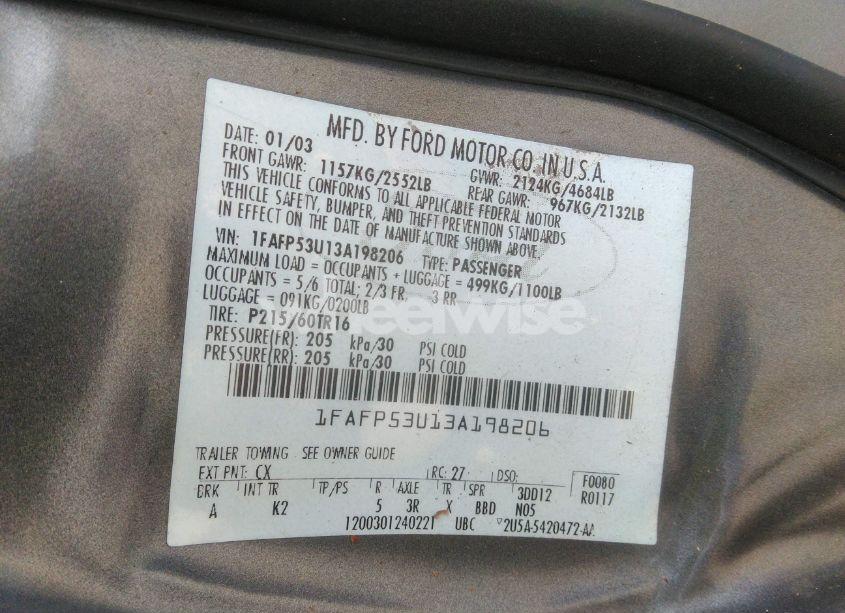 MFD. BY FORD MOTOR CO. IN U.S.A.
DATE: 01/03 GVWR: 2124KG/4684LB
FRONT GAWR: 1157KG/2552LB REAR GAWR: 967KG/2132LB
THIS VEHICLE CONFORMS TO ALL APPLICABLE FEDERAL MOTOR
VEHICLE SAFETY, BUMPER, AND THEFT PREVENTION STANDARDS
IN EFFECT ON THE DATE OF MANUFACTURE SHOWN ABOVE.
VIN: 1FAFP53U13A198206 TYPE: PASSENGER
MAXIMUM LOAD = OCCUPANTS + LUGGAGE = 499KG/1100LB
OCCUPANTS = 5/6 TOTAL; 2/3 FR. 3 RR
LUGGAGE = 091KG/0200LB
TIRE: P215/60TR16
PRESSURE(FR): 205 kPa/30 PSI COLD
PRESSURE(RR): 205 kPa/30 PSI COLD
wheelwise
1FAFP53U13A198206
TRAILER TOWING - SEE OWNER GUIDE
EXT PNT: CX RC: 27 DSO: F0080
BRK INT TR TP/PS R AXLE TR SPR 3DD12 R0117
A K2 5 3R X BBD N05
1200301240221 UBC 2U5A-5420472-AA